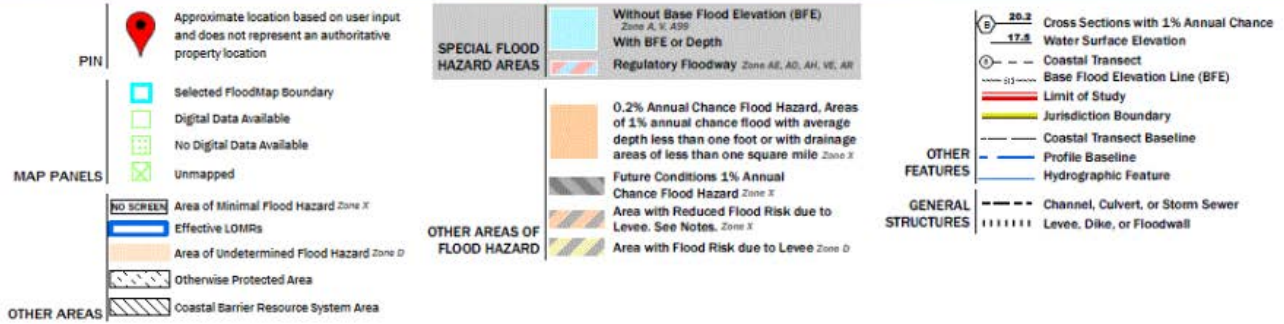 PIN
Approximate location based on user input
and does not represent an authoritative
property location
MAP PANELS
Selected FloodMap Boundary
Digital Data Available
No Digital Data Available
Unmapped
OTHER AREAS
NO SCREEN Area of Minimal Flood Hazard Zone X
Effective LOMRs
Area of Undetermined Flood Hazard Zone D
Otherwise Protected Area
Coastal Barrier Resource System Area
SPECIAL FLOOD
HAZARD AREAS
Without Base Flood Elevation (BFE)
Zone A, V, A99
With BFE or Depth
Regulatory Floodway Zone AE, AO, AH, VE, AR
OTHER AREAS OF
FLOOD HAZARD
0.2% Annual Chance Flood Hazard, Areas
of 1% annual chance flood with average
depth less than one foot or with drainage
areas of less than one square mile Zone X
Future Conditions 1% Annual
Chance Flood Hazard Zone X
Area with Reduced Flood Risk due to
Levee. See Notes. Zone X
Area with Flood Risk due to Levee Zone D
OTHER
FEATURES
B 20.2 Cross Sections with 1% Annual Chance
17.5 Water Surface Elevation
8 Coastal Transect
513 Base Flood Elevation Line (BFE)
Limit of Study
Jurisdiction Boundary
Coastal Transect Baseline
Profile Baseline
Hydrographic Feature
GENERAL
STRUCTURES
Channel, Culvert, or Storm Sewer
Levee, Dike, or Floodwall